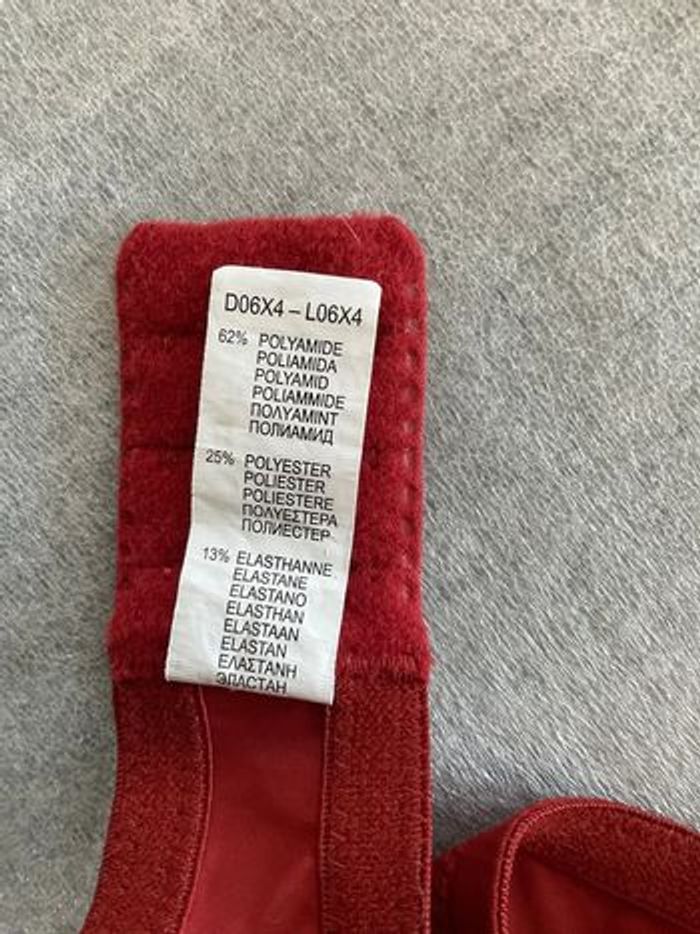 D06X4 – L06X4
62% POLYAMIDE
POLIAMIDA
POLYAMID
POLIAMMIDE
ΠΟΛΥΑΜΙΝΤ
ПОЛИАМИД
25% POLYESTER
POLIESTER
POLIESTERE
ΠΟΛΥΕΣΤΕΡΑ
ПОЛИЕСТЕР
13% ELASTHANNE
ELASTANE
ELASTANO
ELASTHAN
ELASTAAN
ELASTAN
ΕΛΑΣΤΑΝΗ
ЭЛАСТАН